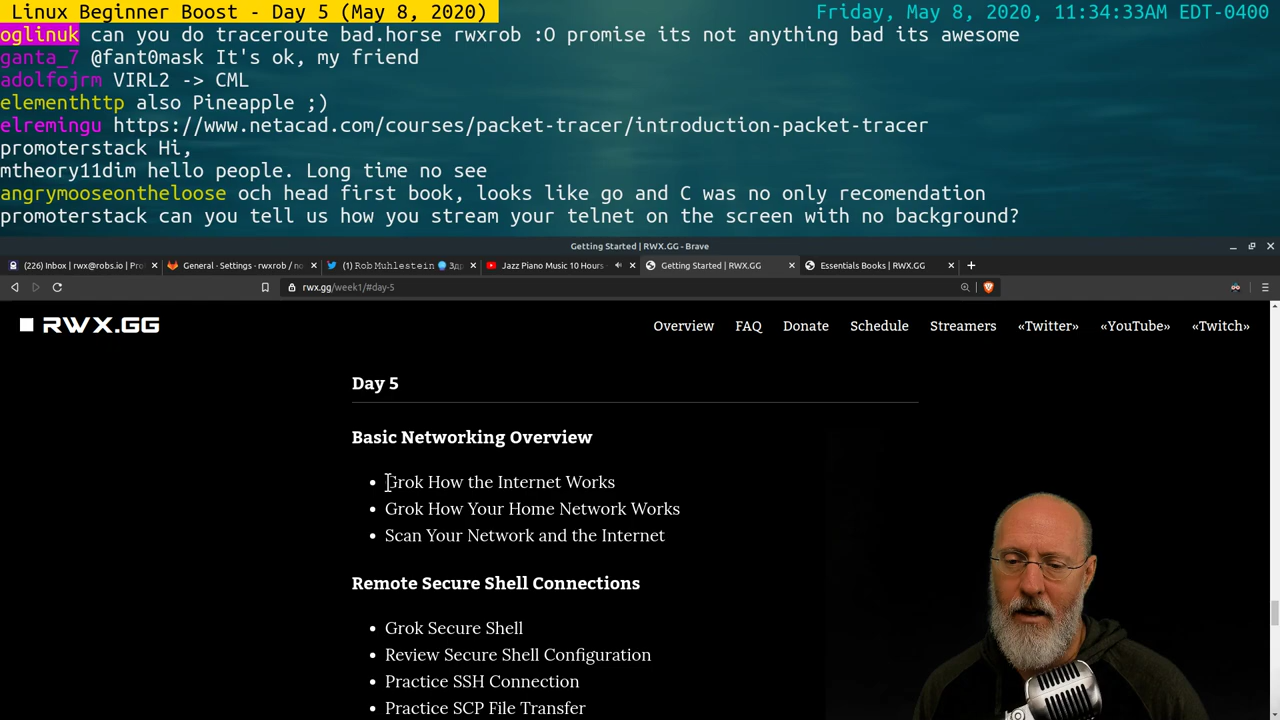 Linux Beginner Boost - Day 5 (May 8, 2020)
Friday, May 8, 2020, 11:34:33AM EDT-0400
oglinuk can you do traceroute bad.horse rwxrob :O promise its not anything bad its awesome
ganta_7 @fant0mask It's ok, my friend
adolfojrm VIRL2 -> CML
elementhttp also Pineapple ;)
elremingu https://www.netacad.com/courses/packet-tracer/introduction-packet-tracer
promoterstack Hi,
mtheory11dim hello people. Long time no see
angrymooseontheloose och head first book, looks like go and C was no only recomendation
promoterstack can you tell us how you stream your telnet on the screen with no background?
Getting Started | RWX.GG - Brave
(226) Inbox | rwx@robs.io | Pro
General · Settings · rwxrob / no
(1) Rob Muhlestein
Jazz Piano Music 10 Hours
Getting Started | RWX.GG
Essentials Books | RWX.GG
rwx.gg/week1/#day-5
RWX.GG
Overview FAQ Donate Schedule Streamers «Twitter» «YouTube» «Twitch»
Day 5
Basic Networking Overview
Grok How the Internet Works
Grok How Your Home Network Works
Scan Your Network and the Internet
Remote Secure Shell Connections
Grok Secure Shell
Review Secure Shell Configuration
Practice SSH Connection
Practice SCP File Transfer